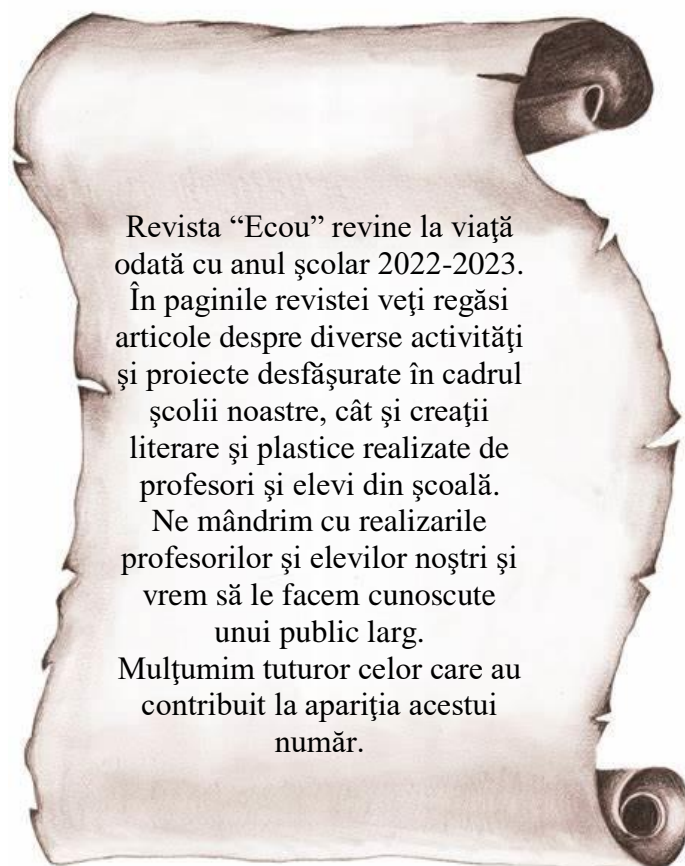 Revista “Ecou” revine la viaţă
odată cu anul şcolar 2022-2023.
În paginile revistei veţi regăsi
articole despre diverse activităţi
şi proiecte desfăşurate în cadrul
şcolii noastre, cât şi creaţii
literare şi plastice realizate de
profesori şi elevi din şcoală.
Ne mândrim cu realizarile
profesorilor şi elevilor noştri şi
vrem să le facem cunoscute
unui public larg.
Mulţumim tuturor celor care au
contribuit la apariţia acestui
număr.